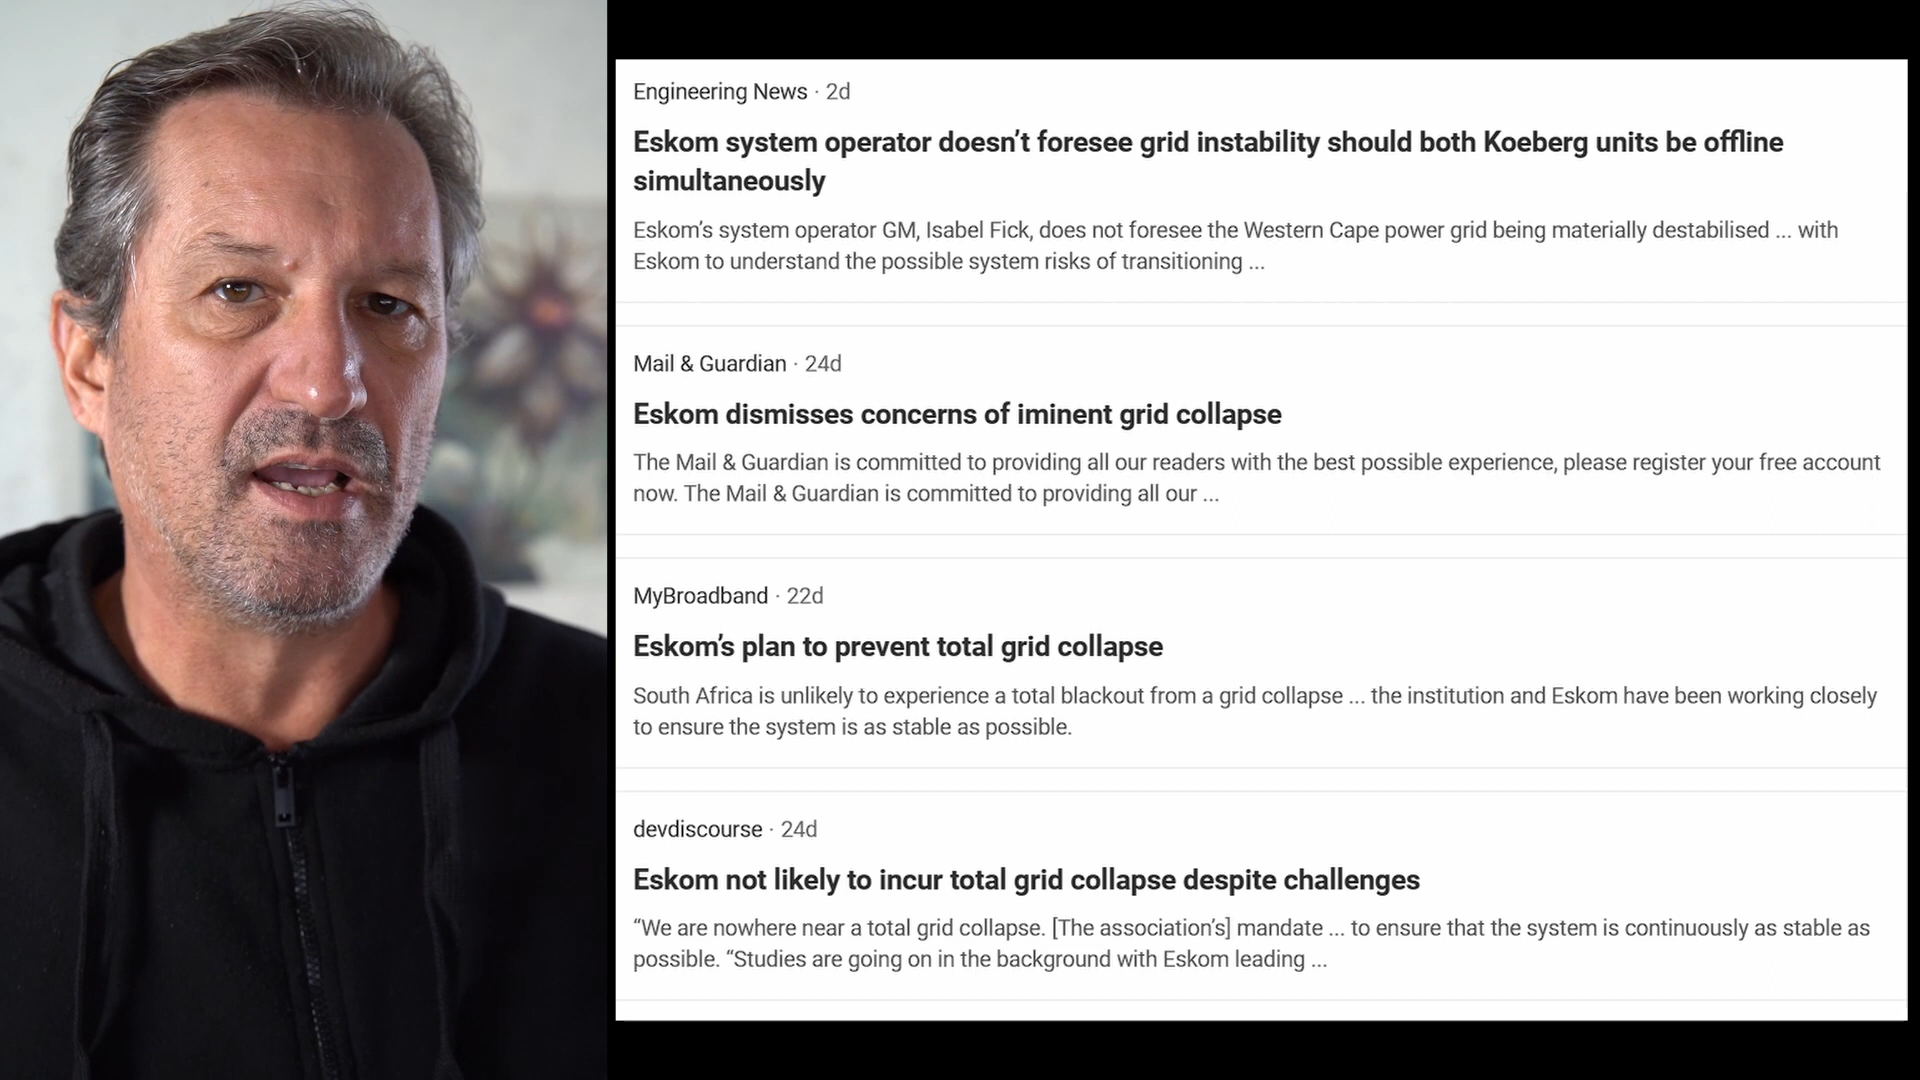 Engineering News · 2d
Eskom system operator doesn’t foresee grid instability should both Koeberg units be offline
simultaneously
Eskom’s system operator GM, Isabel Fick, does not foresee the Western Cape power grid being materially destabilised ... with
Eskom to understand the possible system risks of transitioning ...
Mail & Guardian · 24d
Eskom dismisses concerns of iminent grid collapse
The Mail & Guardian is committed to providing all our readers with the best possible experience, please register your free account
now. The Mail & Guardian is committed to providing all our ...
MyBroadband · 22d
Eskom’s plan to prevent total grid collapse
South Africa is unlikely to experience a total blackout from a grid collapse ... the institution and Eskom have been working closely
to ensure the system is as stable as possible.
devdiscourse · 24d
Eskom not likely to incur total grid collapse despite challenges
“We are nowhere near a total grid collapse. [The association’s] mandate ... to ensure that the system is continuously as stable as
possible. “Studies are going on in the background with Eskom leading ...